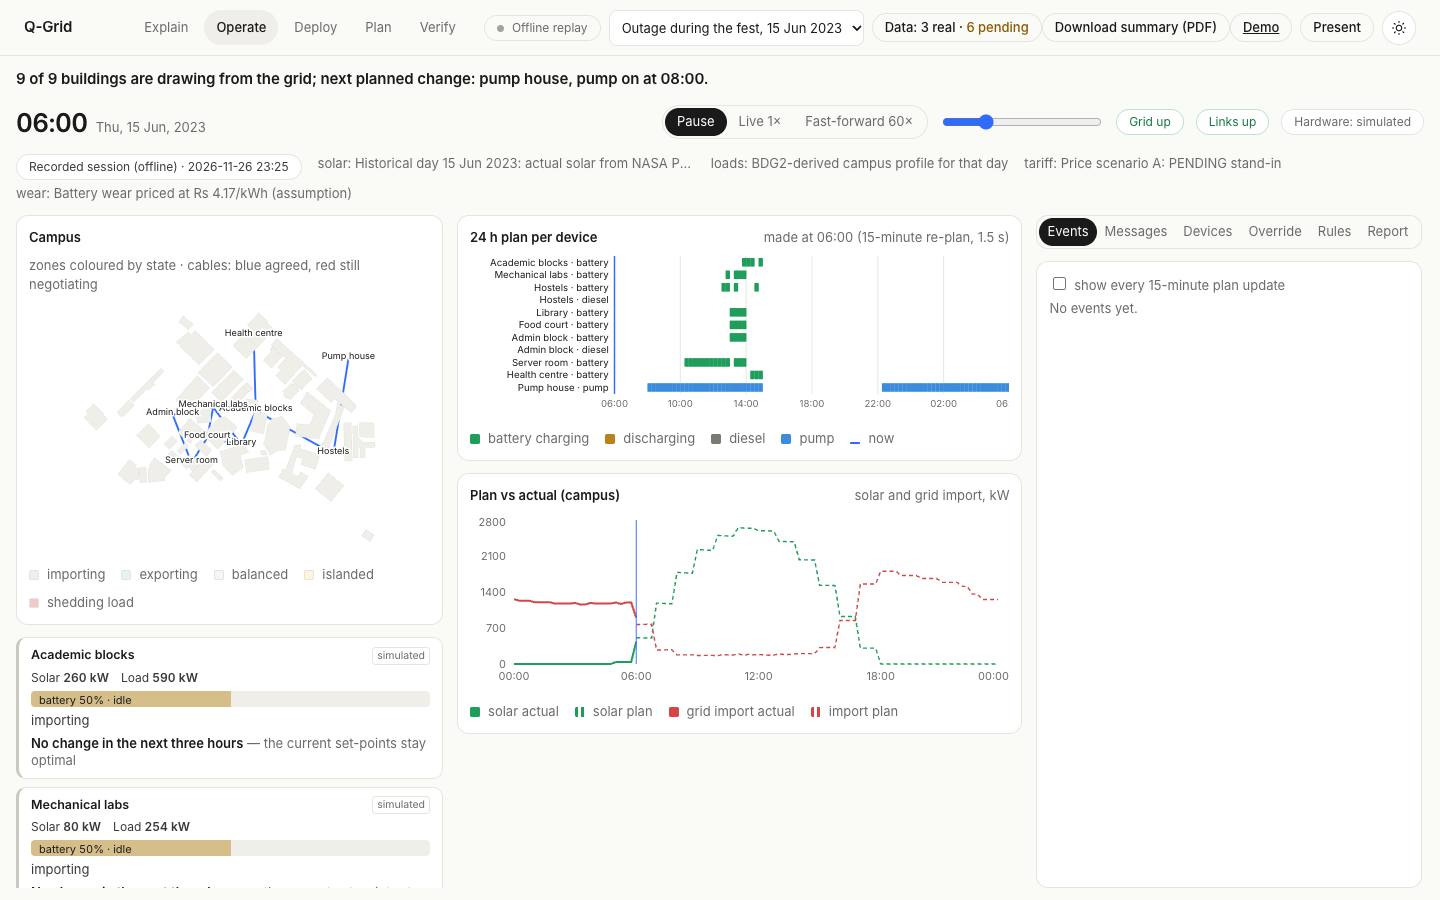 Q-Grid
Explain
Operate
Deploy
Plan
Verify
Offline replay
Outage during the fest, 15 Jun 2023
Data: 3 real · 6 pending
Download summary (PDF)
Demo
Present
9 of 9 buildings are drawing from the grid; next planned change: pump house, pump on at 08:00.
06:00 Thu, 15 Jun, 2023
Pause
Live 1×
Fast-forward 60×
Grid up
Links up
Hardware: simulated
Recorded session (offline) · 2026-11-26 23:25
solar: Historical day 15 Jun 2023: actual solar from NASA P...
loads: BDG2-derived campus profile for that day
tariff: Price scenario A: PENDING stand-in
wear: Battery wear priced at Rs 4.17/kWh (assumption)
Campus
zones coloured by state · cables: blue agreed, red still
negotiating
Health centre
Pump house
Mechanical labs
Academic blocks
Admin block
Food court
Library
Hostels
Server room
importing
exporting
balanced
islanded
shedding load
Academic blocks
simulated
Solar 260 kW Load 590 kW
battery 50% · idle
importing
No change in the next three hours — the current set-points stay
optimal
Mechanical labs
simulated
Solar 80 kW Load 254 kW
battery 50% · idle
importing
24 h plan per device
made at 06:00 (15-minute re-plan, 1.5 s)
Academic blocks · battery
Mechanical labs · battery
Hostels · battery
Hostels · diesel
Library · battery
Food court · battery
Admin block · battery
Admin block · diesel
Server room · battery
Health centre · battery
Pump house · pump
06:00 10:00 14:00 18:00 22:00 02:00 06
battery charging
discharging
diesel
pump
now
Plan vs actual (campus)
solar and grid import, kW
2800
2100
1400
700
0
00:00 06:00 12:00 18:00 00:00
solar actual
solar plan
grid import actual
import plan
Events
Messages
Devices
Override
Rules
Report
show every 15-minute plan update
No events yet.